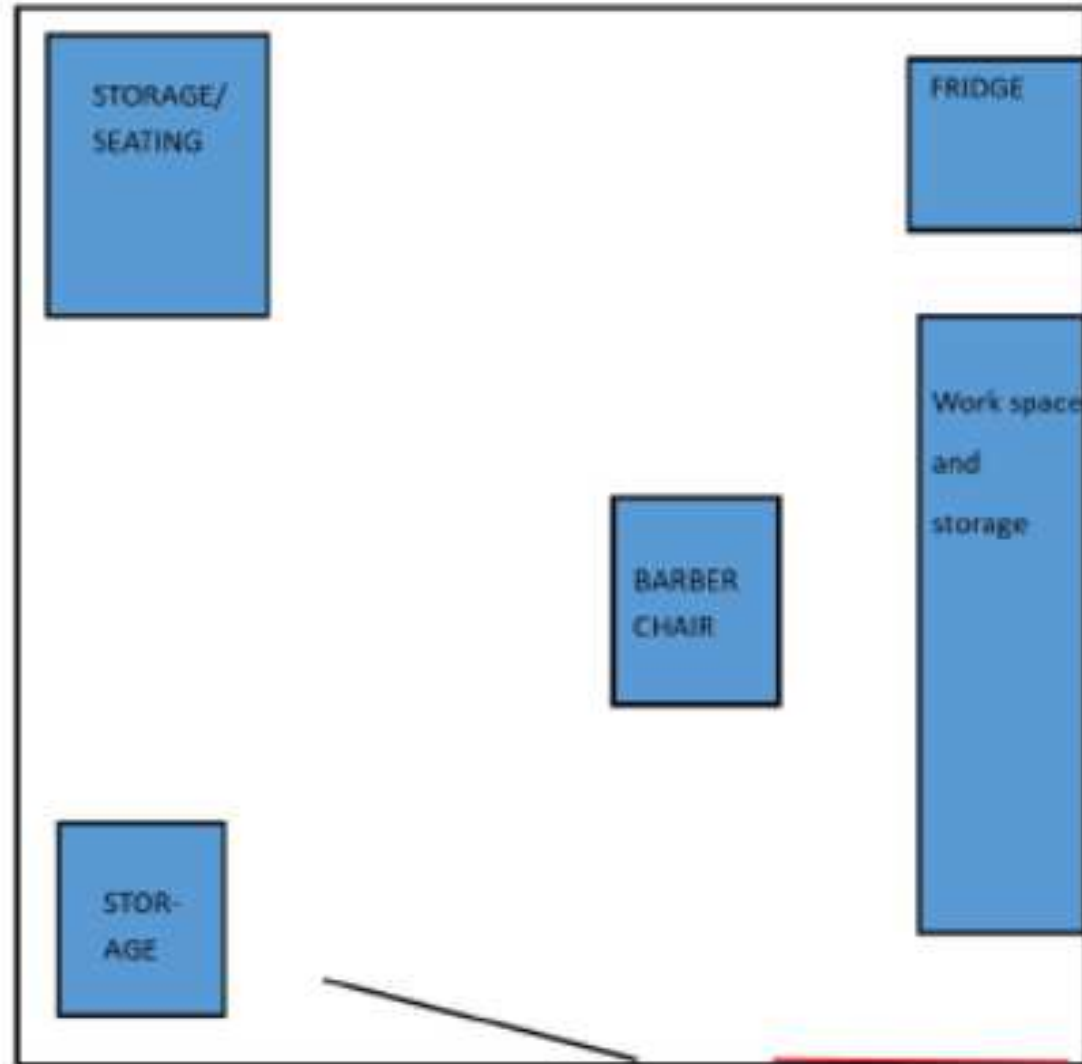 STORAGE/
SEATING
FRIDGE
Work space
and
storage
BARBER
CHAIR
STOR-
AGE